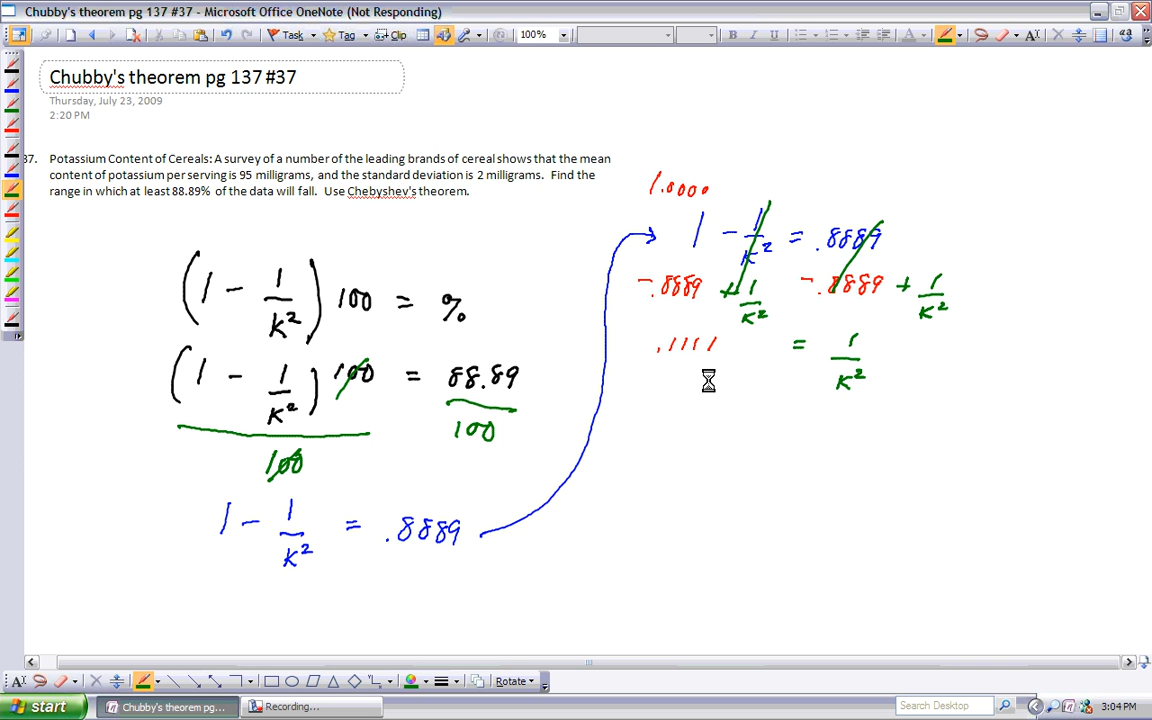 Chubby's theorem pg 137 #37 - Microsoft Office OneNote (Not Responding)
Task Tag Clip 100%
Chubby's theorem pg 137 #37
Thursday, July 23, 2009
2:20 PM
37. Potassium Content of Cereals: A survey of a number of the leading brands of cereal shows that the mean
content of potassium per serving is 95 milligrams, and the standard deviation is 2 milligrams. Find the
range in which at least 88.89% of the data will fall. Use Chebyshev's theorem.
(1 - 1/K²) 100 = %
(1 - 1/K²) 100 = 88.89
100 100
1 - 1/K² = .8889
1.0000
1 - 1/K² = .8889
-.8889 + 1/K² -.8889 + 1/K²
.1111 = 1/K²
Rotate
start Chubby's theorem pg... Recording... Search Desktop 3:04 PM